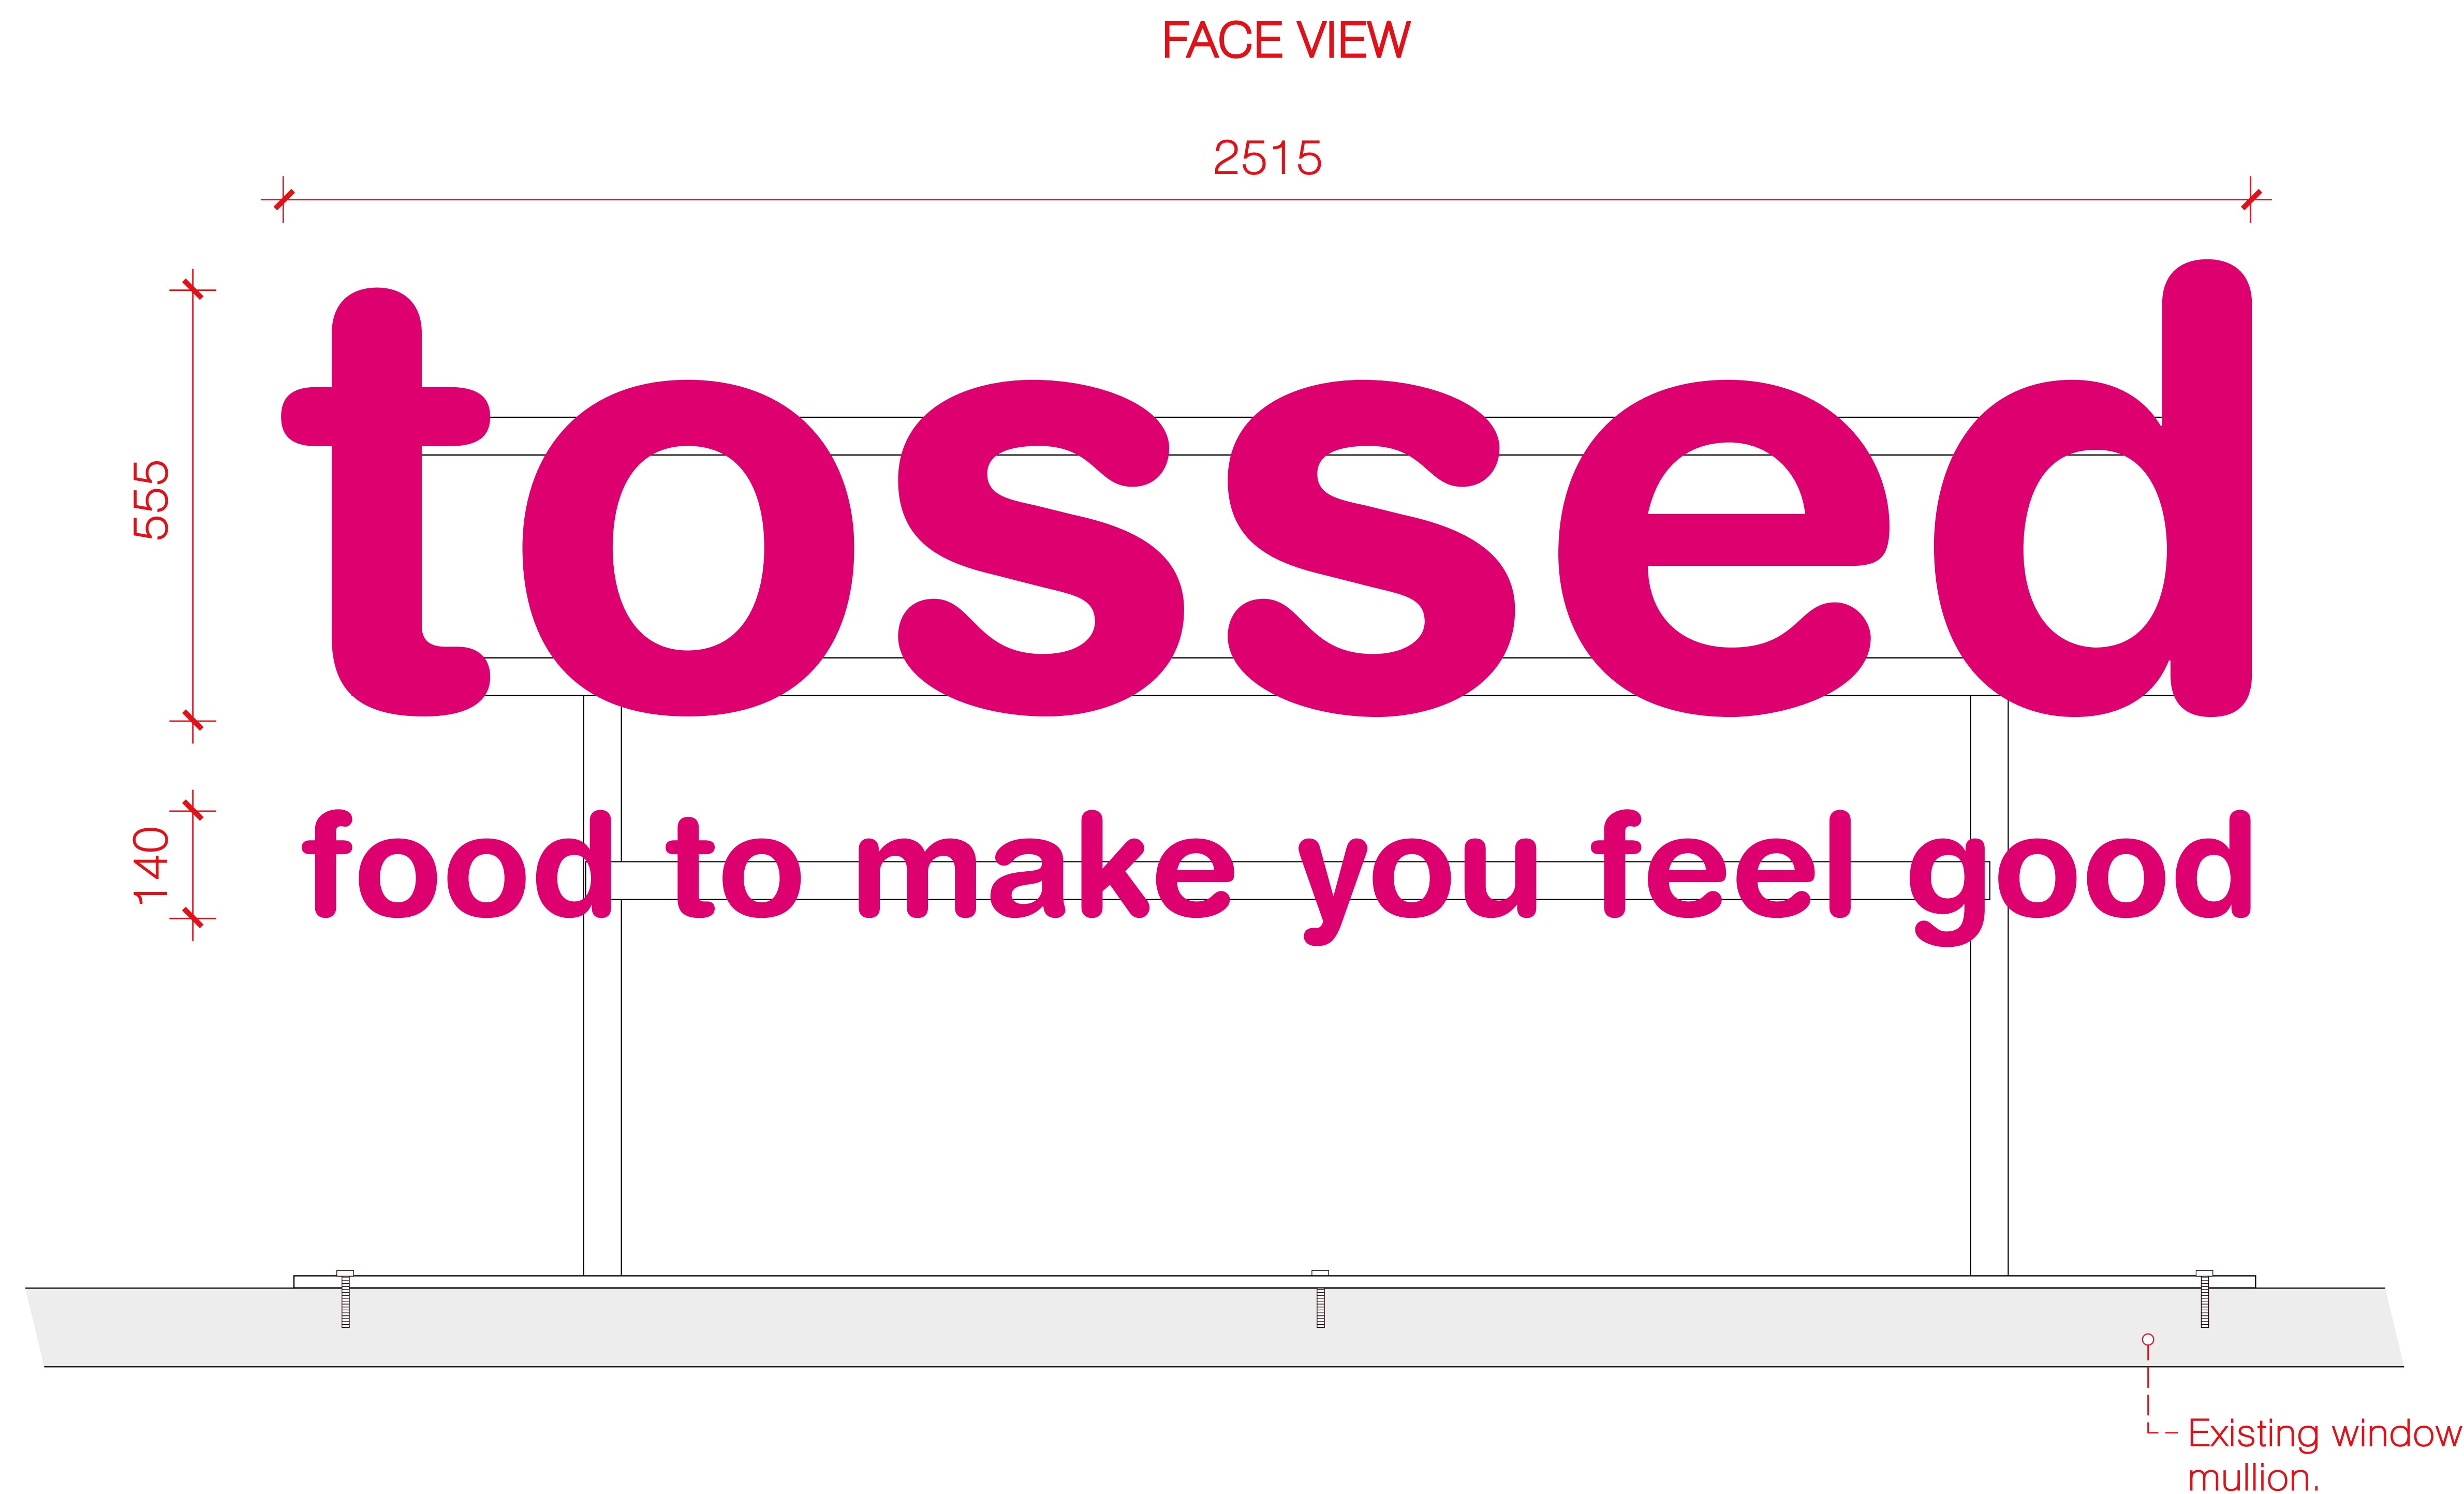 FACE VIEW
2515
555
tossed
140
food to make you feel good
Existing window
mullion.